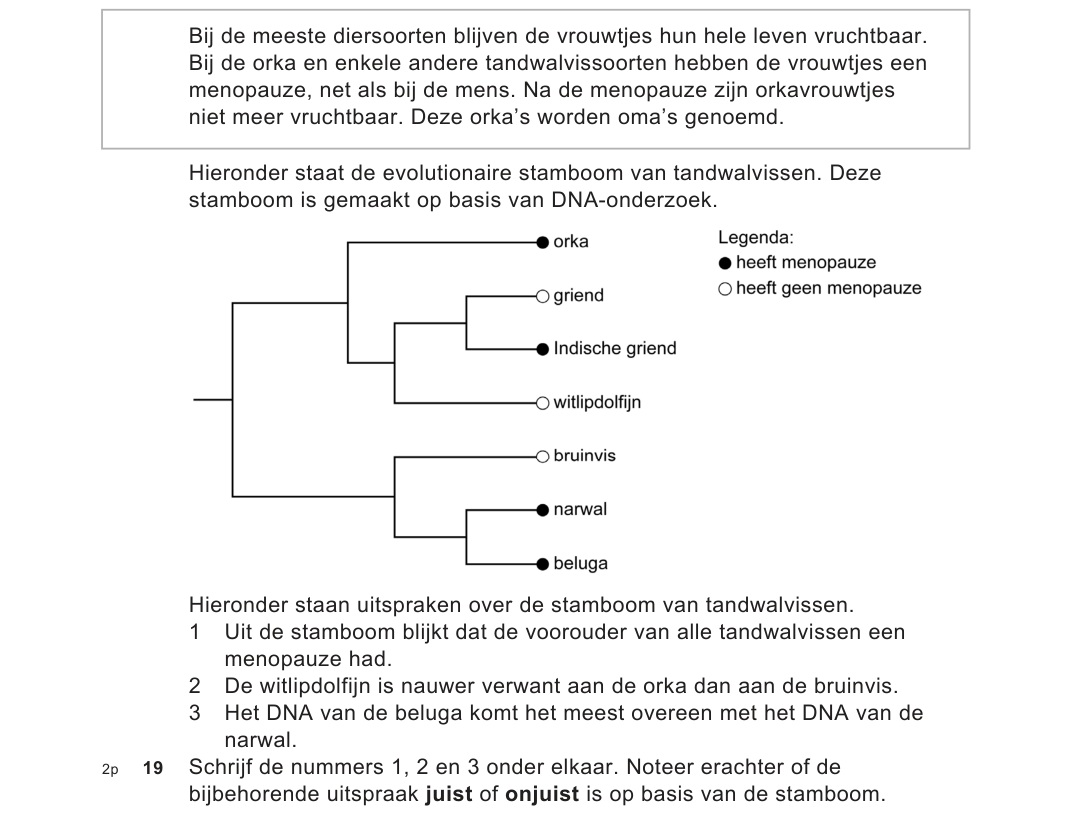 Bij de meeste diersoorten blijven de vrouwtjes hun hele leven vruchtbaar.
Bij de orka en enkele andere tandwalvissoorten hebben de vrouwtjes een
menopauze, net als bij de mens. Na de menopauze zijn orkavrouwtjes
niet meer vruchtbaar. Deze orka's worden oma's genoemd.
Hieronder staat de evolutionaire stamboom van tandwalvissen. Deze
stamboom is gemaakt op basis van DNA-onderzoek.
orka
griend
Indische griend
witlipdolfijn
bruinvis
narwal
beluga
Legenda:
heeft menopauze
heeft geen menopauze
Hieronder staan uitspraken over de stamboom van tandwalvissen.
1 Uit de stamboom blijkt dat de voorouder van alle tandwalvissen een
menopauze had.
2 De witlipdolfijn is nauwer verwant aan de orka dan aan de bruinvis.
3 Het DNA van de beluga komt het meest overeen met het DNA van de
narwal.
2p 19 Schrijf de nummers 1, 2 en 3 onder elkaar. Noteer erachter of de
bijbehorende uitspraak juist of onjuist is op basis van de stamboom.